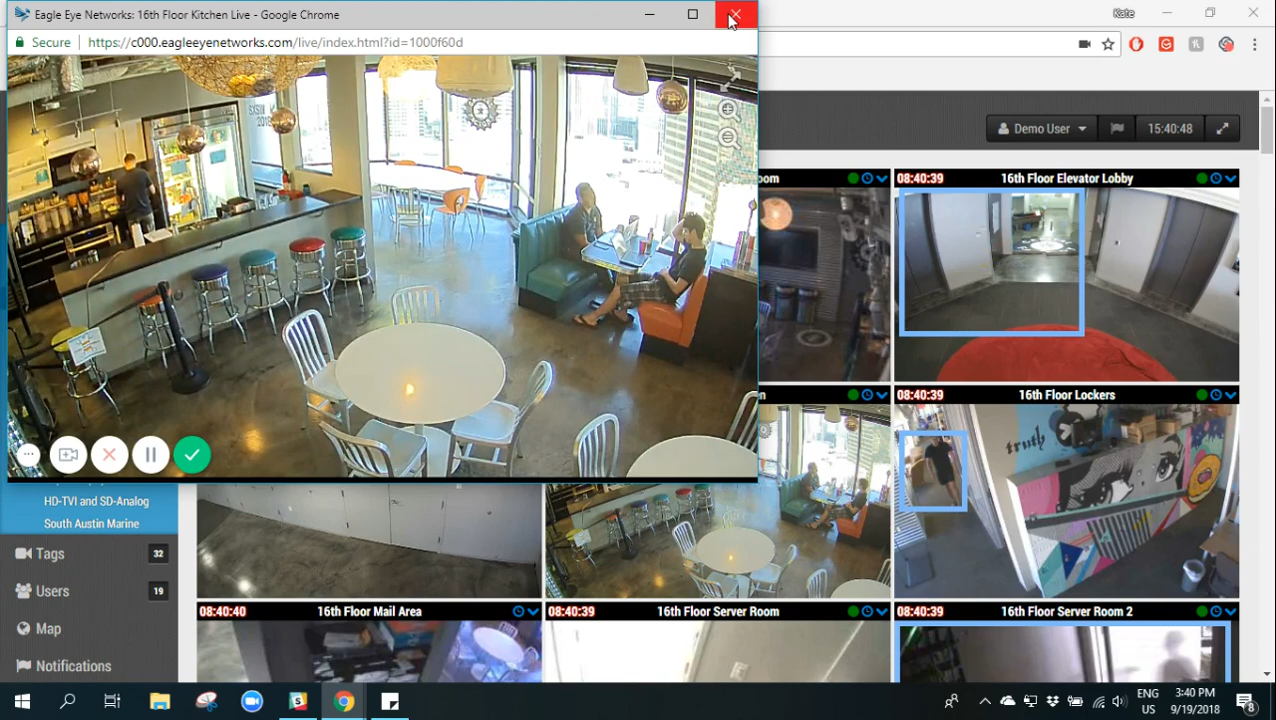 Eagle Eye Networks: 16th Floor Kitchen Live - Google Chrome
Kate
Secure
https://c000.eagleeyenetworks.com/live/index.html?id=1000f60d
SXSW
Demo User
15:40:48
08:40:39 16th Floor Elevator Lobby
08:40:39 16th Floor Lockers
truth
HD-TVI and SD-Analog
South Austin Marine
Tags 32
Users 19
Map
Notifications
08:40:40 16th Floor Mail Area
08:40:39 16th Floor Server Room
08:40:39 16th Floor Server Room 2
ENG
US
3:40 PM
9/19/2018
8